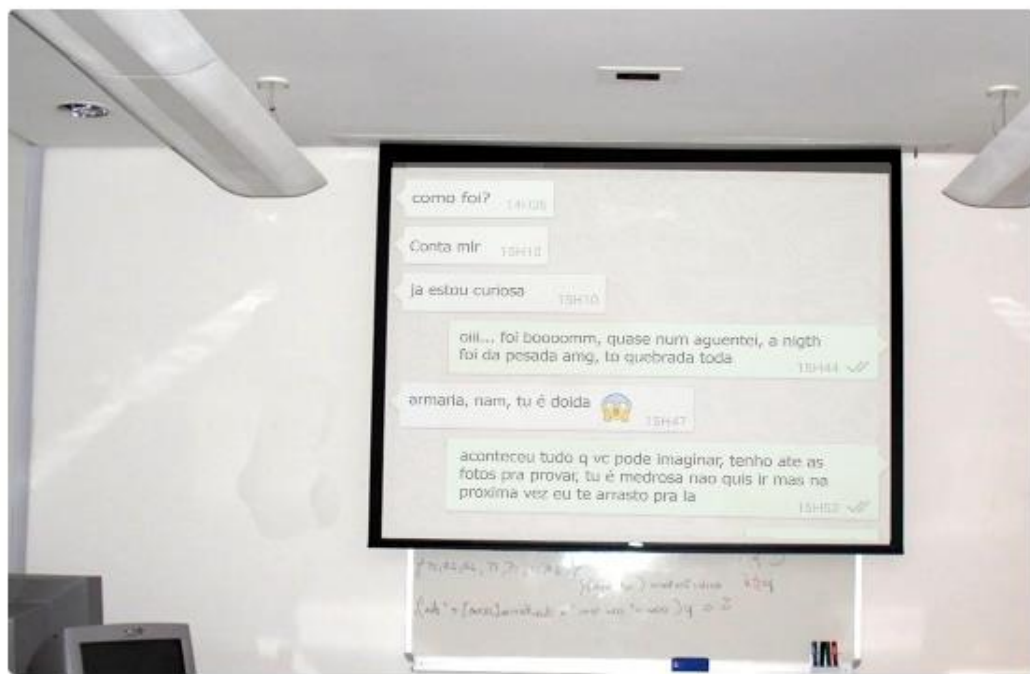 como foi? 14H08
Conta mlr 15H10
ja estou curiosa 15H10
oiii... foi boooomm, quase num aguentei, a nigth
foi da pesada amg, to quebrada toda
15H44
armaria, nam, tu é doida 😱 15H47
aconteceu tudo q vc pode imaginar, tenho ate as
fotos pra provar, tu é medrosa nao quis ir mas na
proxima vez eu te arrasto pra la
15H52